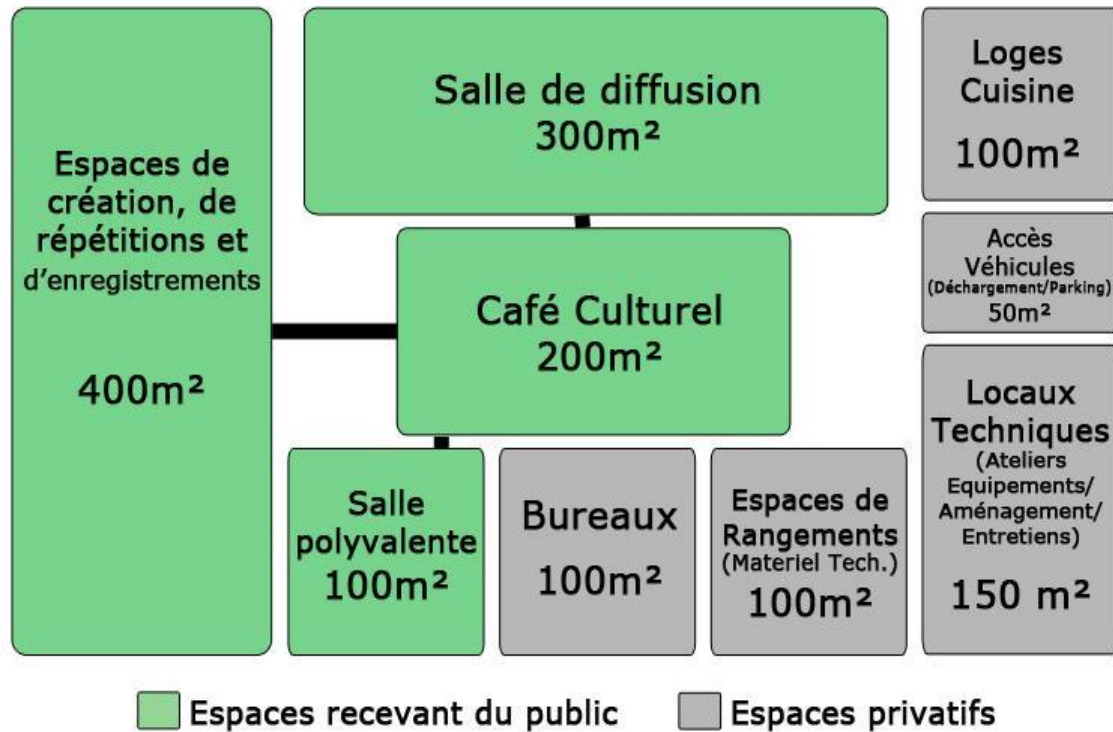 Espaces de
création, de
répétitions et
d'enregistrements
400m²
Salle de diffusion
300m²
Café Culturel
200m²
Salle
polyvalente
100m²
Bureaux
100m²
Espaces de
Rangements
(Materiel Tech.)
100m²
Loges
Cuisine
100m²
Accès
Véhicules
(Déchargement/Parking)
50m²
Locaux
Techniques
(Ateliers
Equipements/
Aménagement/
Entretiens)
150 m²
Espaces recevant du public
Espaces privatifs